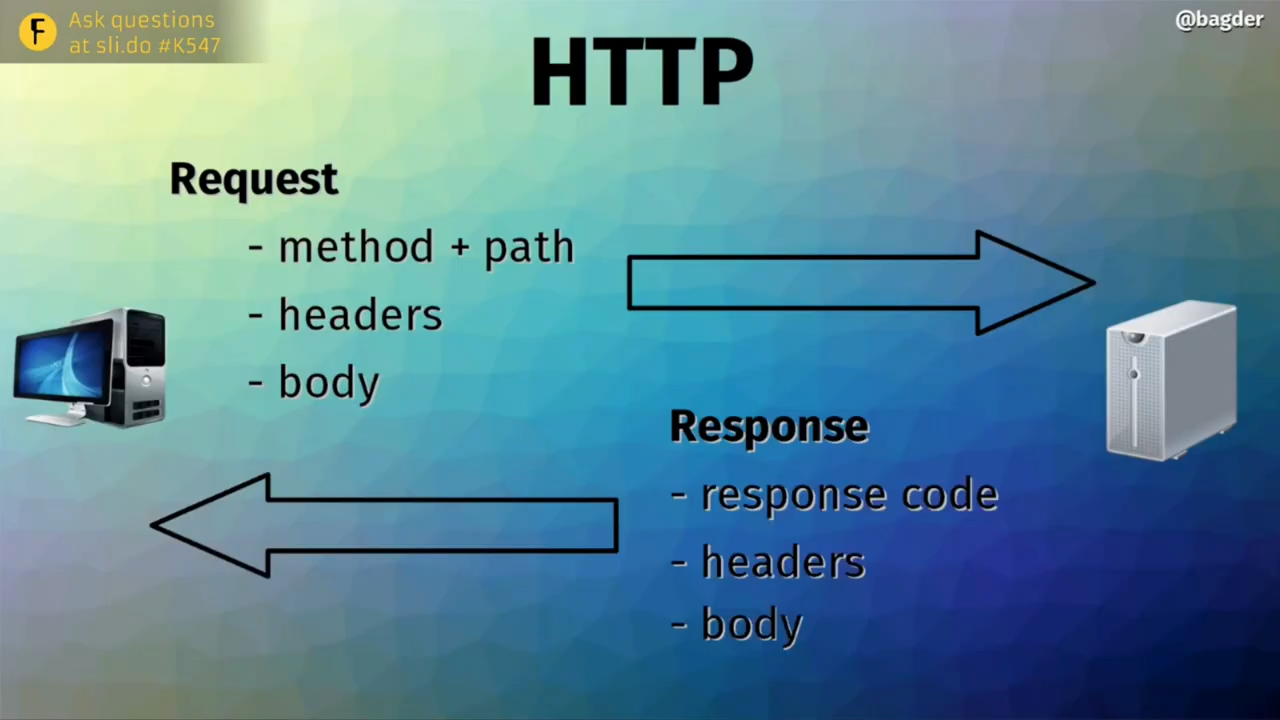 F Ask questions
at sli.do #K547
@bagder
HTTP
Request
- method + path
- headers
- body
Response
- response code
- headers
- body